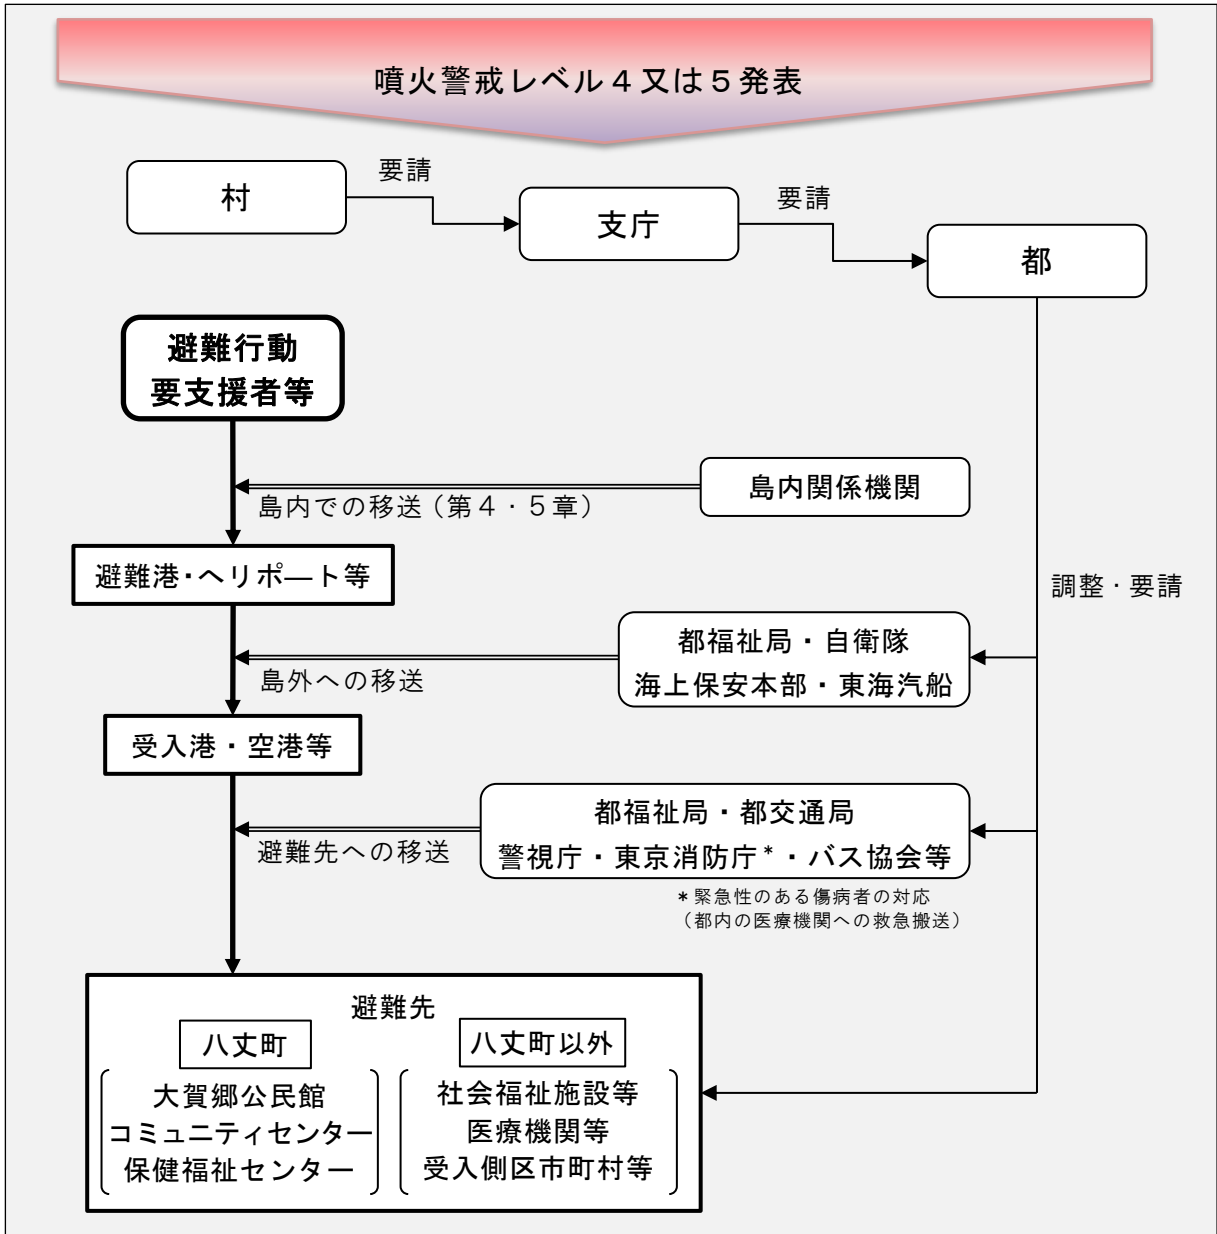 噴火警戒レベル４又は５発表
村
要請
支庁
要請
都
避難行動
要支援者等
島内関係機関
島内での移送（第４・５章）
避難港・ヘリポート等
調整・要請
都福祉局・自衛隊
海上保安本部・東海汽船
島外への移送
受入港・空港等
都福祉局・都交通局
警視庁・東京消防庁*・バス協会等
避難先への移送
*緊急性のある傷病者の対応
（都内の医療機関への救急搬送）
避難先
八丈町
大賀郷公民館
コミュニティセンター
保健福祉センター
八丈町以外
社会福祉施設等
医療機関等
受入側区市町村等